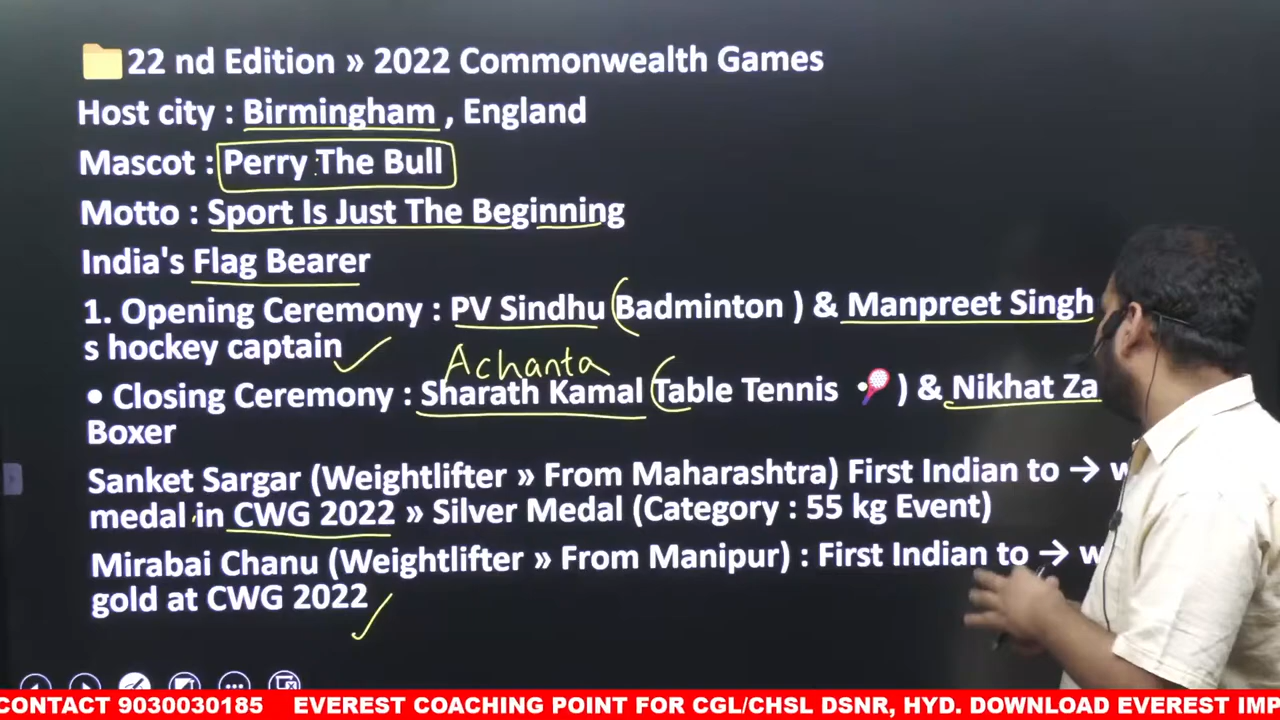 22 nd Edition » 2022 Commonwealth Games
Host city : Birmingham , England
Mascot : Perry The Bull
Motto : Sport Is Just The Beginning
India's Flag Bearer
1. Opening Ceremony : PV Sindhu (Badminton ) & Manpreet Singh
s hockey captain
Achanta
• Closing Ceremony : Sharath Kamal (Table Tennis ) & Nikhat Za
Boxer
Sanket Sargar (Weightlifter » From Maharashtra) First Indian to →
medal in CWG 2022 » Silver Medal (Category : 55 kg Event)
Mirabai Chanu (Weightlifter » From Manipur) : First Indian to →
gold at CWG 2022
CONTACT 9030030185 EVEREST COACHING POINT FOR CGL/CHSL DSNR, HYD. DOWNLOAD EVEREST IMP